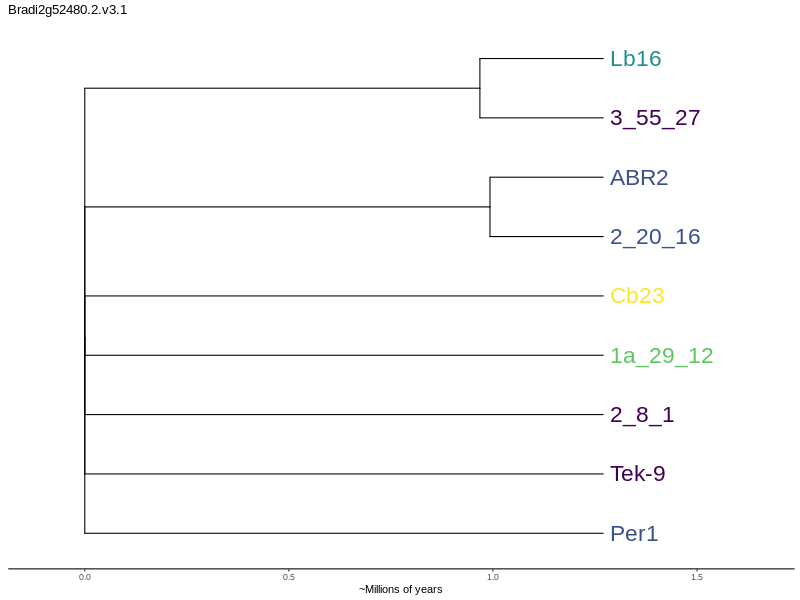 Bradi2g52480.2.v3.1
Lb16
3_55_27
ABR2
2_20_16
Cb23
1a_29_12
2_8_1
Tek-9
Per1
0.0 0.5 1.0 1.5
~Millions of years